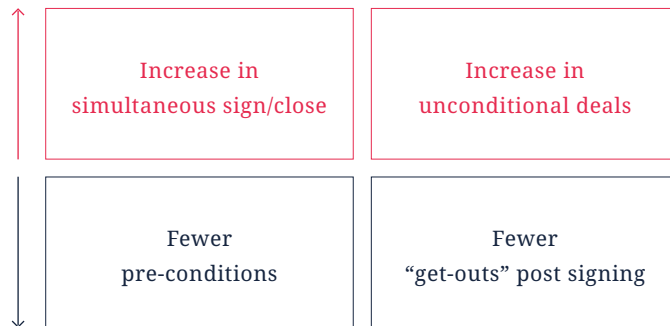 Increase in
simultaneous sign/close
Increase in
unconditional deals
Fewer
pre-conditions
Fewer
“get-outs” post signing